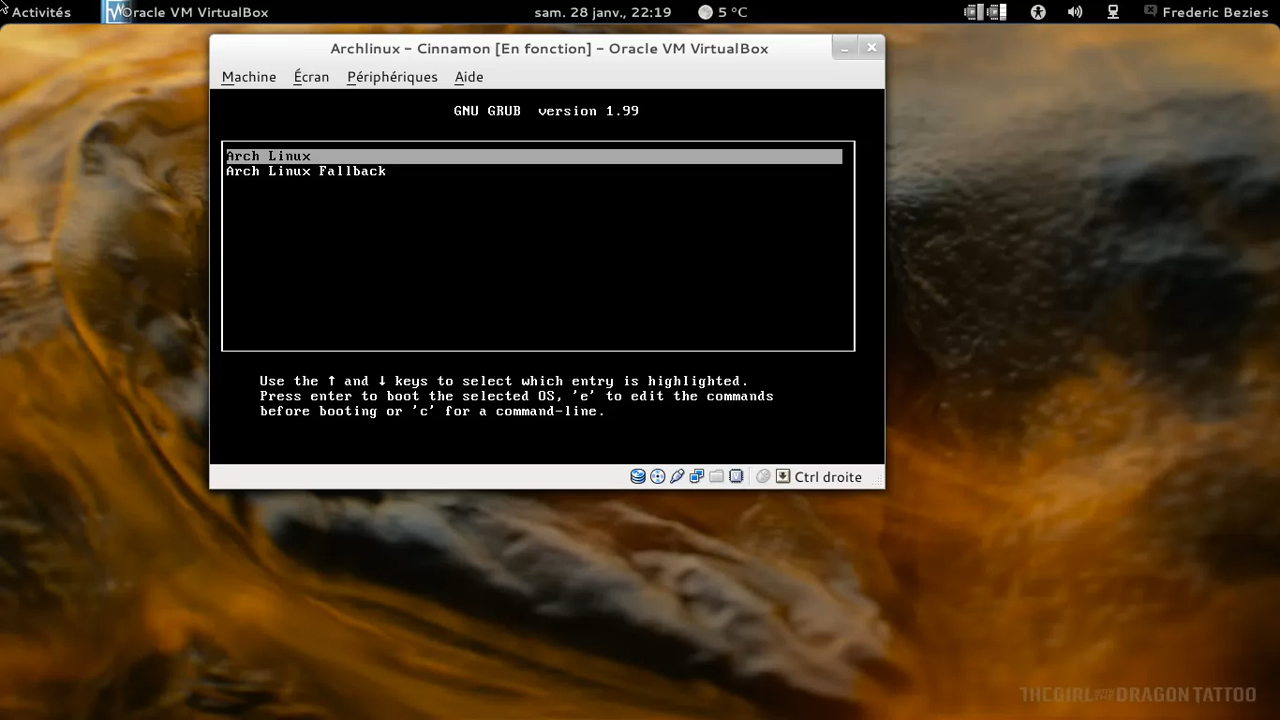 Activités Oracle VM VirtualBox sam. 28 janv., 22:19 5 °C Frederic Bezies
Archlinux - Cinnamon [En fonction] - Oracle VM VirtualBox
Machine Écran Périphériques Aide
GNU GRUB version 1.99
Arch Linux
Arch Linux Fallback
Use the ↑ and ↓ keys to select which entry is highlighted.
Press enter to boot the selected OS, 'e' to edit the commands
before booting or 'c' for a command-line.
Ctrl droite
THE GIRL WITH THE DRAGON TATTOO